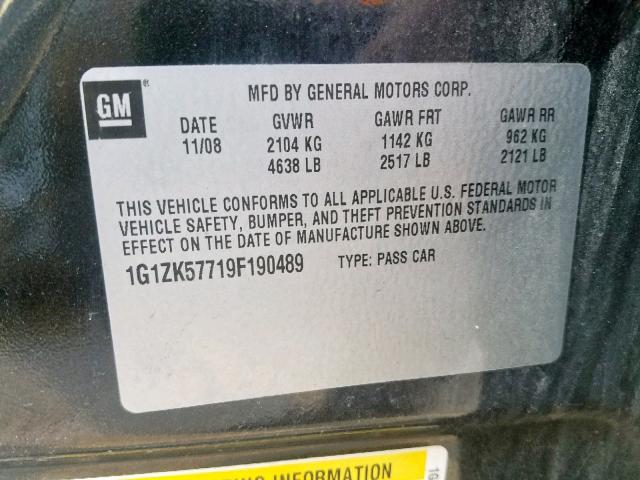 GM®
MFD BY GENERAL MOTORS CORP.
DATE GVWR GAWR FRT GAWR RR
11/08 2104 KG 1142 KG 962 KG
4638 LB 2517 LB 2121 LB
THIS VEHICLE CONFORMS TO ALL APPLICABLE U.S. FEDERAL MOTOR
VEHICLE SAFETY, BUMPER, AND THEFT PREVENTION STANDARDS IN
EFFECT ON THE DATE OF MANUFACTURE SHOWN ABOVE.
1G1ZK57719F190489 TYPE: PASS CAR
INFORMATION